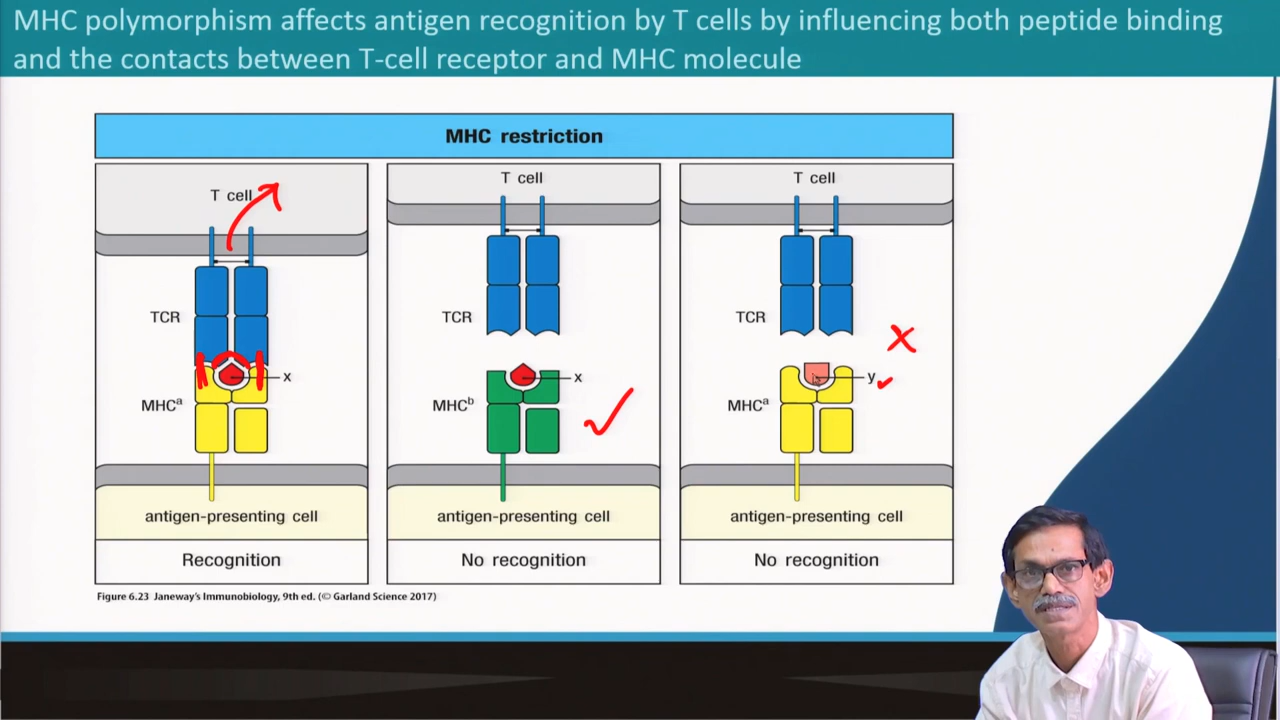 MHC polymorphism affects antigen recognition by T cells by influencing both peptide binding
and the contacts between T-cell receptor and MHC molecule
MHC restriction
T cell
TCR
x
MHCᵃ
antigen-presenting cell
Recognition
T cell
TCR
x
MHCᵇ
antigen-presenting cell
No recognition
T cell
TCR
y
MHCᵃ
antigen-presenting cell
No recognition
Figure 6.23 Janeway's Immunobiology, 9th ed. (© Garland Science 2017)